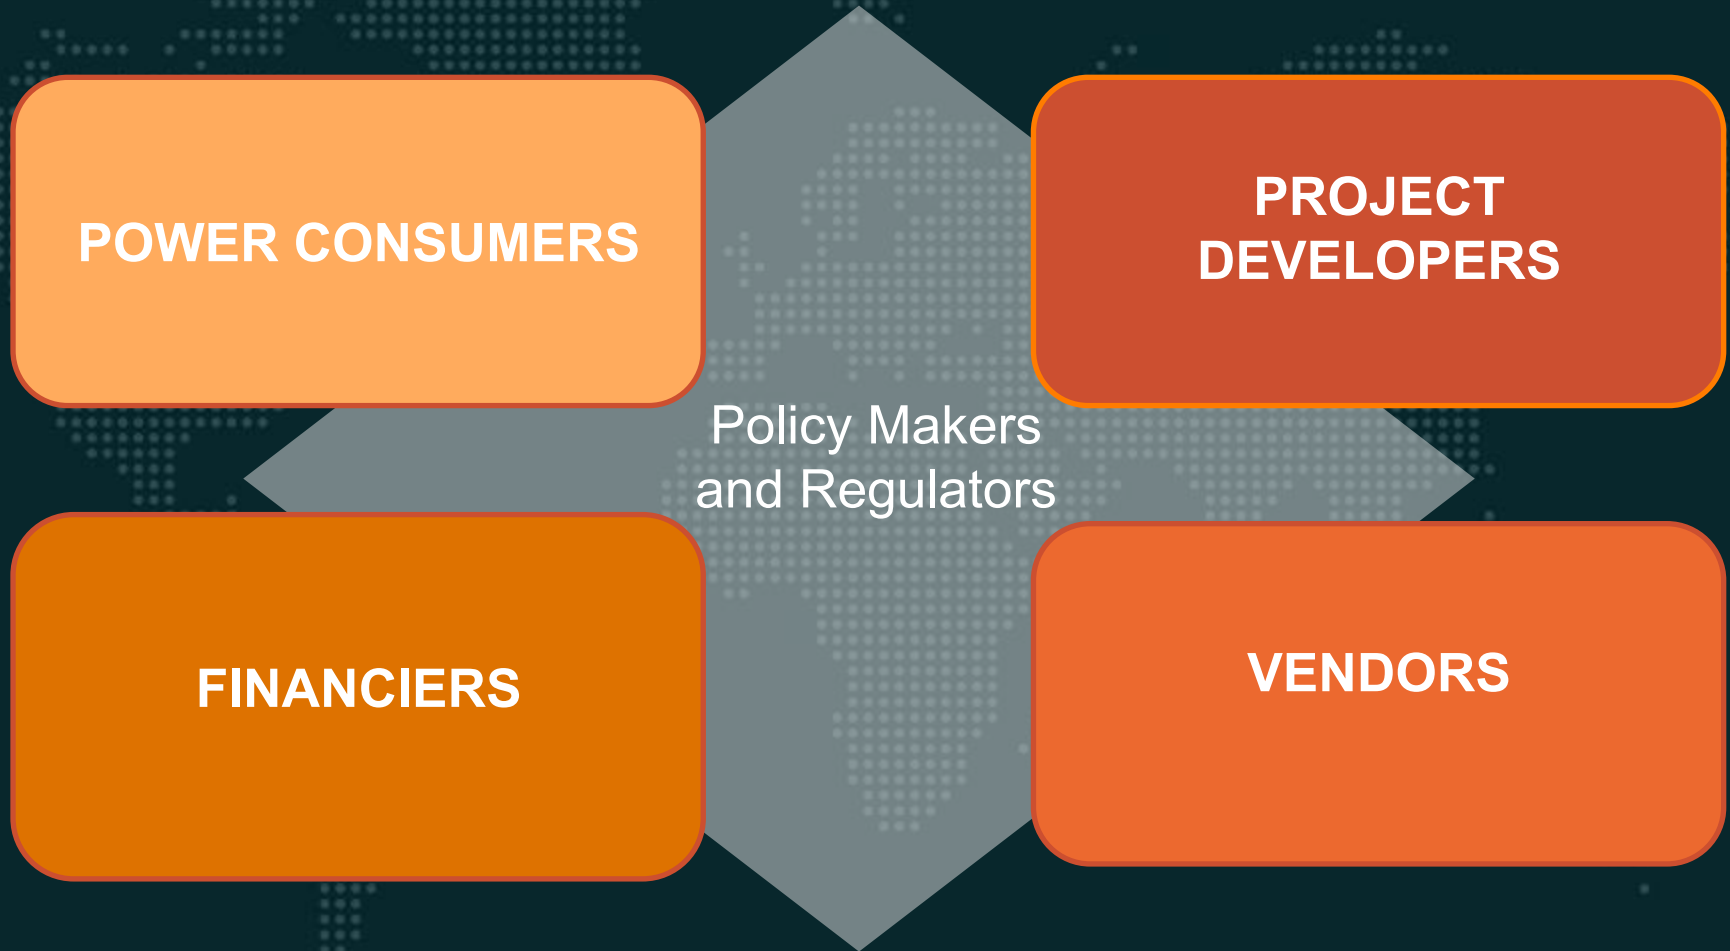 POWER CONSUMERS
PROJECT
DEVELOPERS
Policy Makers
and Regulators
FINANCIERS
VENDORS